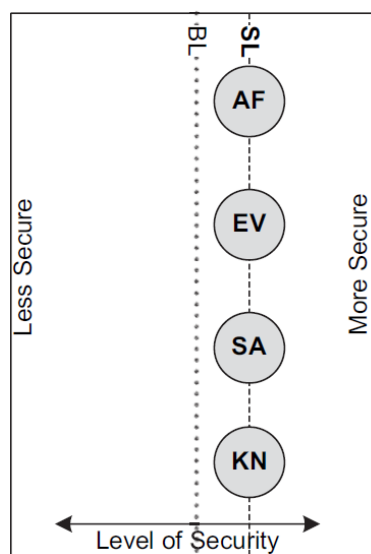 BL
SL
AF
EV
SA
KN
Less Secure
More Secure
Level of Security